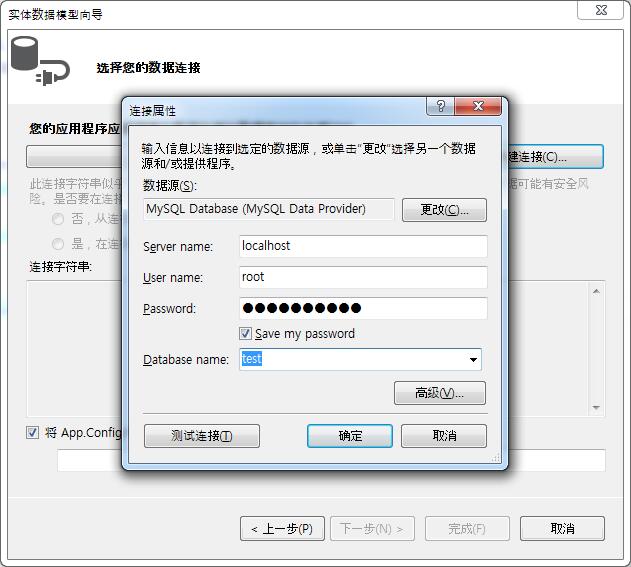 实体数据模型向导
选择您的数据连接
您的应用程序应
建连接(C)...
此连接字符串似乎
据可能有安全风
险。是否要在连接
否，从连
是，在连
连接字符串:
将 App.Config
< 上一步(P)
下一步(N) >
完成(F)
取消
连接属性
输入信息以连接到选定的数据源，或单击“更改”选择另一个数据
源和/或提供程序。
数据源(S):
MySQL Database (MySQL Data Provider)
更改(C)...
Server name:
localhost
User name:
root
Password:
●●●●●●●●●●
Save my password
Database name:
test
高级(V)...
测试连接(T)
确定
取消